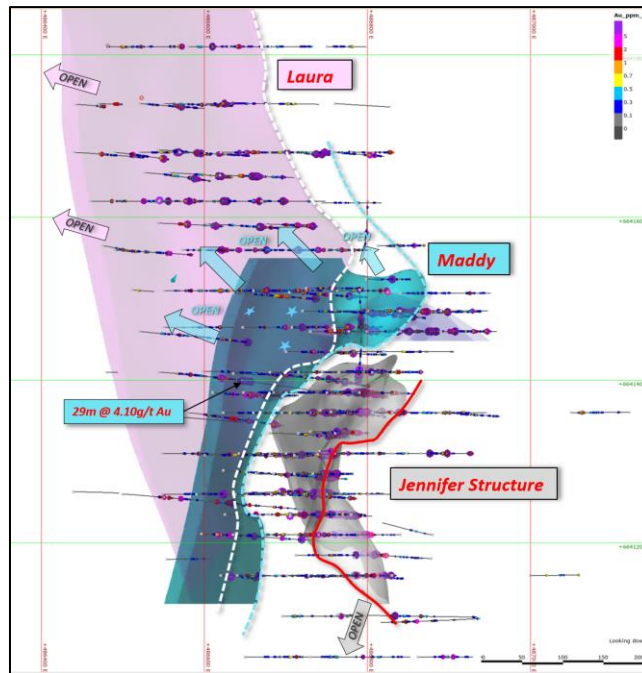 Au_ppm_
5
2
1
0.7
0.5
0.3
0.1
0
OPEN
Laura
OPEN
OPEN
OPEN
Maddy
OPEN
29m @ 4.10g/t Au
Jennifer Structure
OPEN
Looking dow
0
50
100
150
200